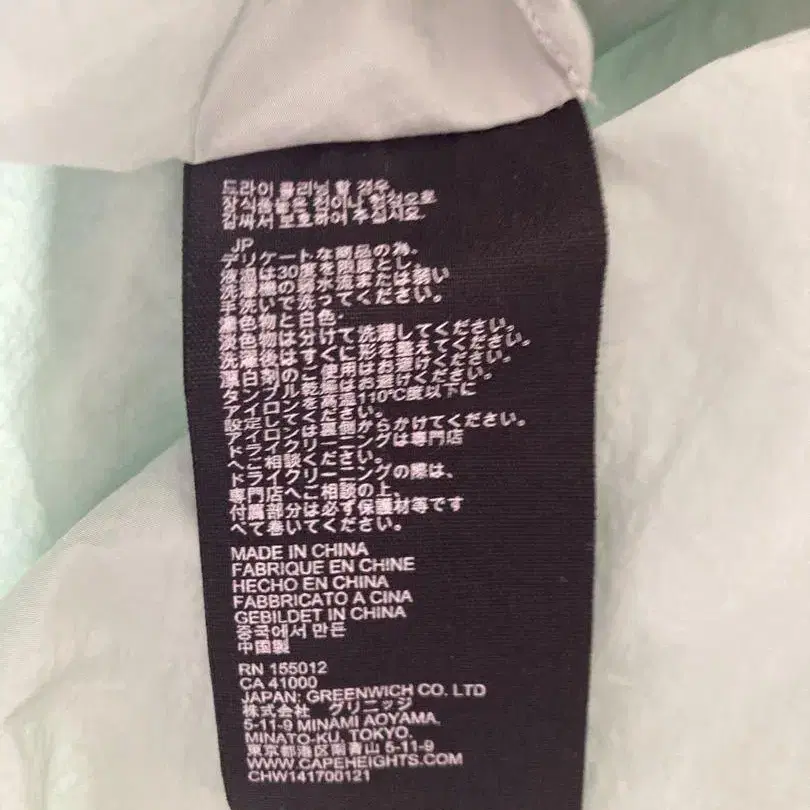 드라이 클리닝 할 경우,
장식용품은 킴이나 헝겊으로
감싸서 보호하여 주십시오.
JP
デリケートな商品の為、
液温は30度を限度とし、
洗濯機の弱水流または装い
手洗いで洗ってください。
濃色物と白色・
淡色物は分けて洗濯してください。
洗濯後はすぐに形を整えてください。
漂白剤のご使用はお避けください。
タンブル乾燥はお避けください。
アイロンを高温110℃度以下に
設定してください。
アイロンは裏側からかけてください。
ドライクリーニングは専門店
へご相談ください。
ドライクリーニングの際は、
専門店へご相談の上、
付属部分は必ず保護材等です
べて巻いてください。
MADE IN CHINA
FABRIQUE EN CHINE
HECHO EN CHINA
FABBRICATO A CINA
GEBILDET IN CHINA
중국에서 만든
中国製
RN 155012
CA 41000
JAPAN: GREENWICH CO. LTD
株式会社 グリニッジ
5-11-9 MINAMI AOYAMA,
MINATO-KU, TOKYO.
東京都港区南青山 5-11-9
WWW.CAPEHEIGHTS.COM
CHW141700121